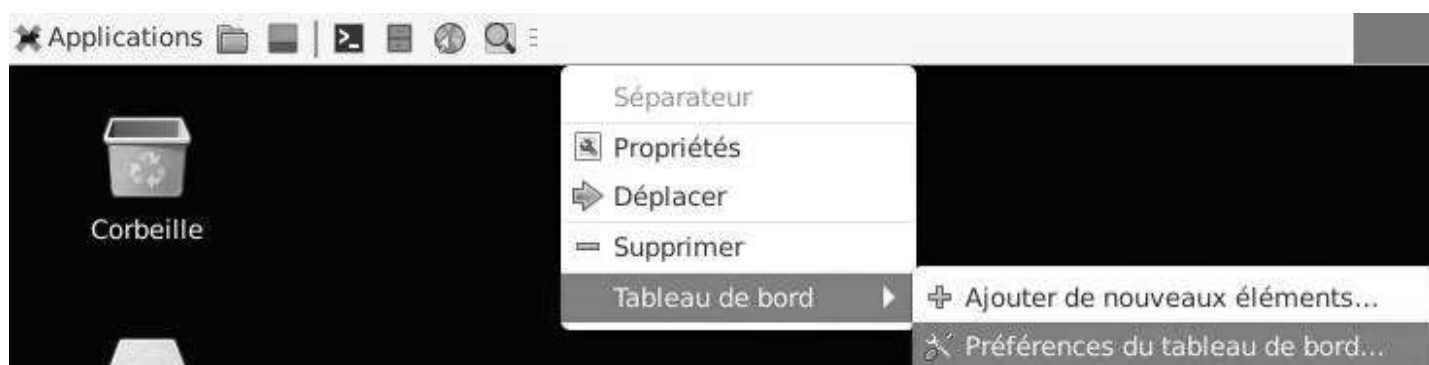 Applications
Séparateur
Propriétés
Déplacer
Corbeille
Supprimer
Tableau de bord
Ajouter de nouveaux éléments...
Préférences du tableau de bord...